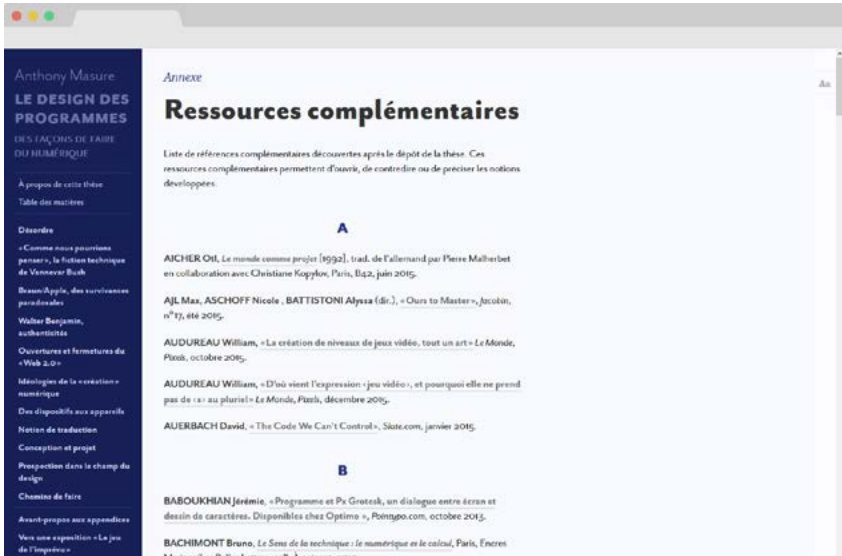 Anthony Masure
LE DESIGN DES
PROGRAMMES
DES FAÇONS DE FAIRE
DU NUMÉRIQUE
À propos de cette thèse
Table des matières
Désordre
«Comme nous pourrions
penser», la fiction technique
de Vannevar Bush
Braun/Apple, des survivances
paradoxales
Walter Benjamin,
authenticités
Ouvertures et fermetures du
«Web 2.0»
Idéologies de la «création»
numérique
Des dispositifs aux appareils
Notion de traduction
Conception et projet
Prospection dans le champ du
design
Chemins de faire
Avant-propos aux appendices
Vers une exposition «Le jeu
de l'imprévu»
Annexe
Ressources complémentaires
Liste de références complémentaires découvertes après le dépôt de la thèse. Ces
ressources complémentaires permettent d'ouvrir, de contredire ou de préciser les notions
développées.
A
AICHER Otl, Le monde comme projet [1992], trad. de l'allemand par Pierre Malherbet
en collaboration avec Christiane Kopylov, Paris, B42, juin 2015.
AJL Max, ASCHOFF Nicole , BATTISTONI Alyssa (dir.), «Ours to Master», Jacobin,
n°17, été 2015.
AUDUREAU William, «La création de niveaux de jeux vidéo, tout un art» Le Monde,
Pixels, octobre 2015.
AUDUREAU William, «D'où vient l'expression ‹jeu vidéo›, et pourquoi elle ne prend
pas de ‹s› au pluriel» Le Monde, Pixels, décembre 2015.
AUERBACH David, «The Code We Can't Control», Slate.com, janvier 2015.
B
BABOUKHIAN Jérémie, «Programme et Px Grotesk, un dialogue entre écran et
dessin de caractères. Disponibles chez Optimo », Pointypo.com, octobre 2013.
BACHIMONT Bruno, Le Sens de la technique : le numérique et le calcul, Paris, Encres
Aa